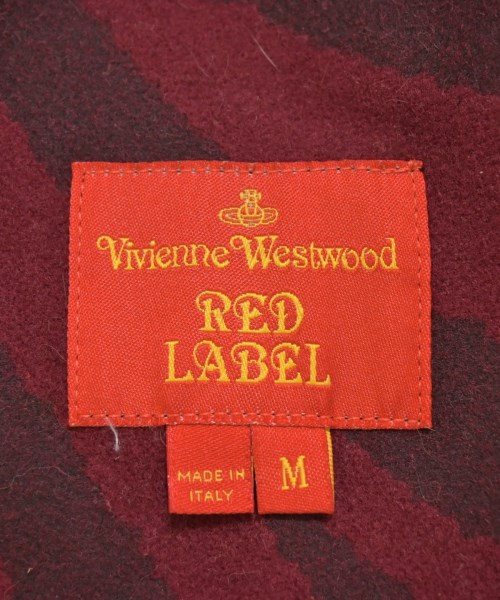 Vivienne Westwood
RED
LABEL
MADE IN
ITALY
M